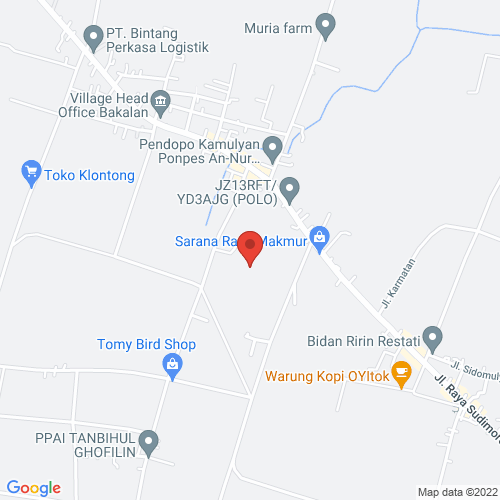 Muria farm
PT. Bintang
Perkasa Logistik
Village Head
Office Bakalan
Pendopo Kamulyan
Ponpes An-Nur...
Toko Klontong
JZ13RFT/
YD3AJG (POLO)
Sarana Ra Makmur
Jl. Karmatan
Bidan Ririn Restati
Tomy Bird Shop
Jl. Sidomuly
Warung Kopi OYItok
Jl. Raya Sudimor
PPAI TANBIHUL
GHOFILIN
Google
Map data ©2022